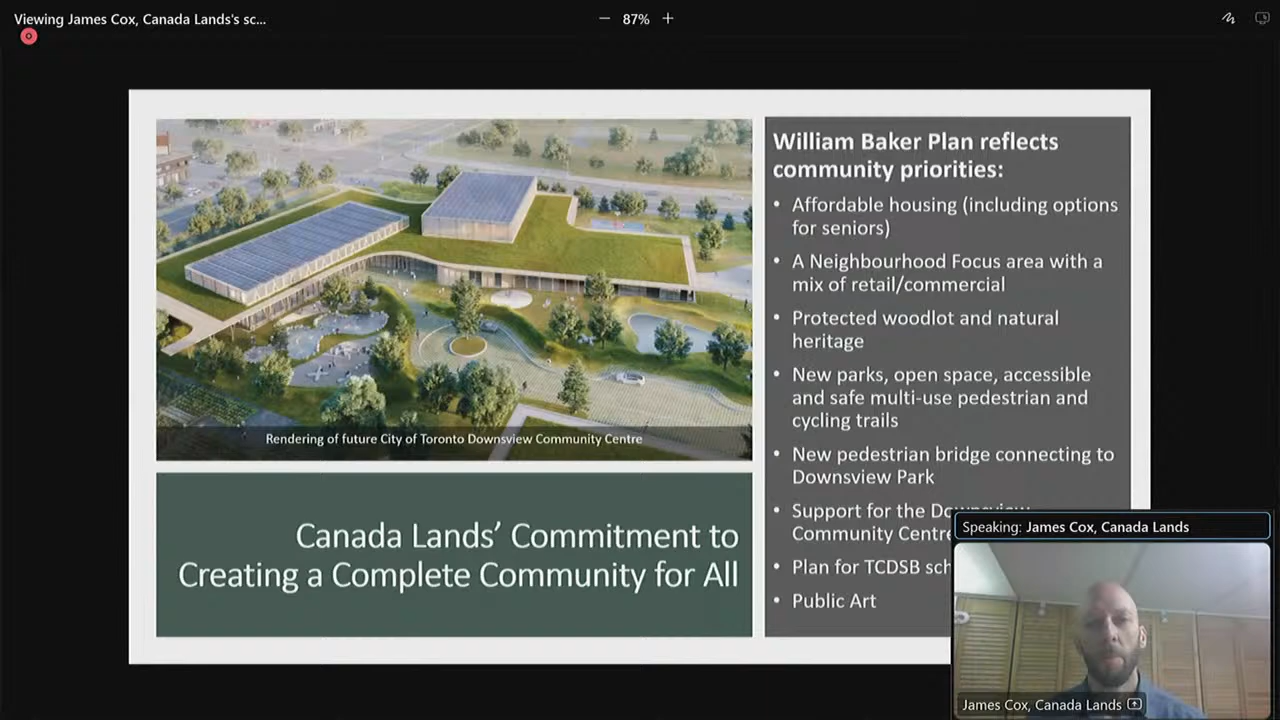 Viewing James Cox, Canada Lands's sc...
87%
Rendering of future City of Toronto Downsview Community Centre
Canada Lands' Commitment to
Creating a Complete Community for All
William Baker Plan reflects
community priorities:
• Affordable housing (including options
for seniors)
• A Neighbourhood Focus area with a
mix of retail/commercial
• Protected woodlot and natural
heritage
• New parks, open space, accessible
and safe multi-use pedestrian and
cycling trails
• New pedestrian bridge connecting to
Downsview Park
• Support for the Downsview
Community Centre
• Plan for TCDSB sch
• Public Art
Speaking: James Cox, Canada Lands
James Cox, Canada Lands